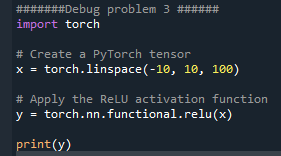 #######Debug problem 3 ######
import torch
# Create a PyTorch tensor
x = torch.linspace(-10, 10, 100)
# Apply the ReLU activation function
y = torch.nn.functional.relu(x)
print(y)